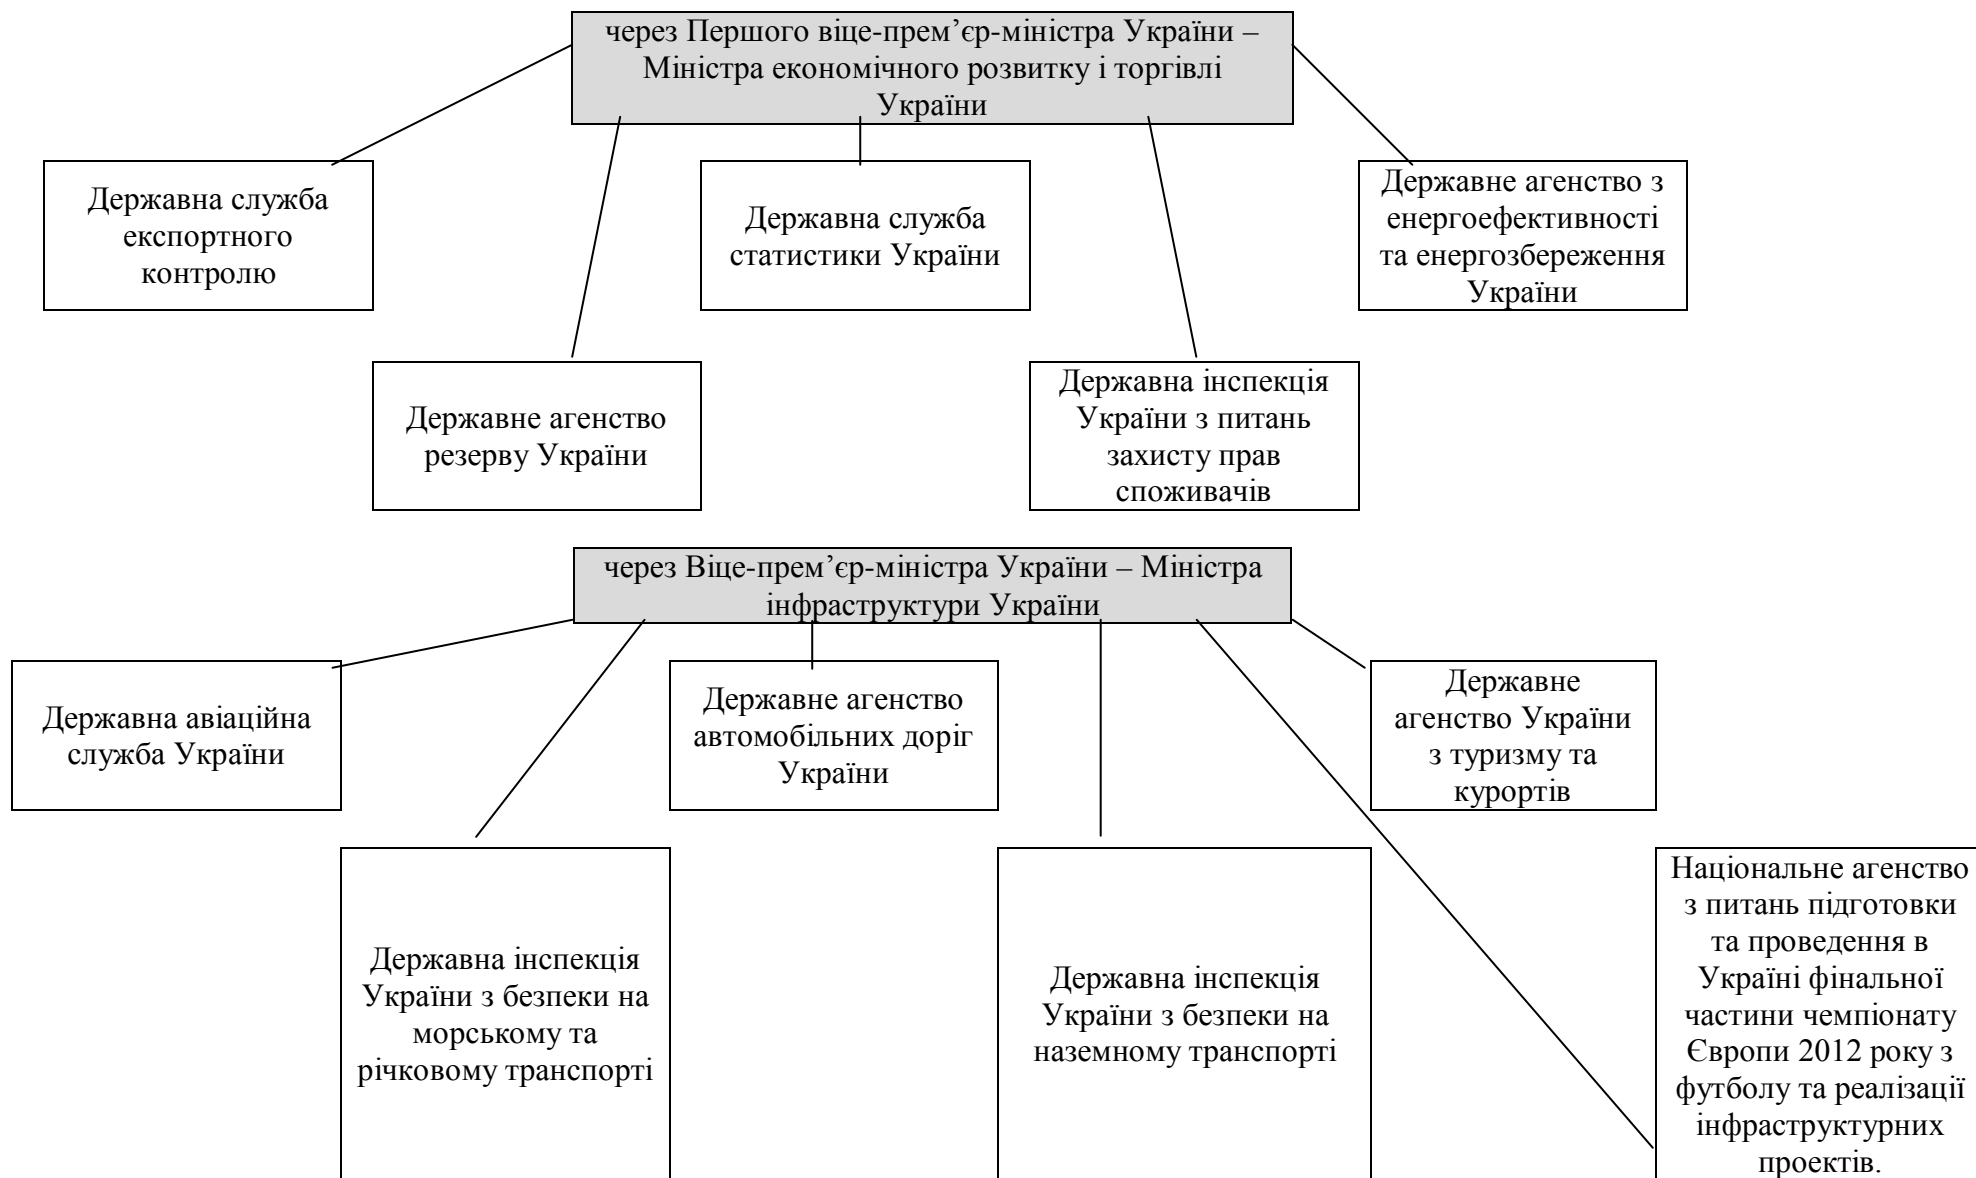 через Першого віце-прем’єр-міністра України –
Міністра економічного розвитку і торгівлі
України
Державна служба
експортного
контролю
Державна служба
статистики України
Державне агенство з
енергоефективності
та енергозбереження
України
Державне агенство
резерву України
Державна інспекція
України з питань
захисту прав
споживачів
через Віце-прем’єр-міністра України – Міністра
інфраструктури України
Державна авіаційна
служба України
Державне агенство
автомобільних доріг
України
Державне
агенство України
з туризму та
курортів
Державна інспекція
України з безпеки на
морському та
річковому транспорті
Державна інспекція
України з безпеки на
наземному транспорті
Національне агенство
з питань підготовки
та проведення в
Україні фінальної
частини чемпіонату
Європи 2012 року з
футболу та реалізації
інфраструктурних
проектів.